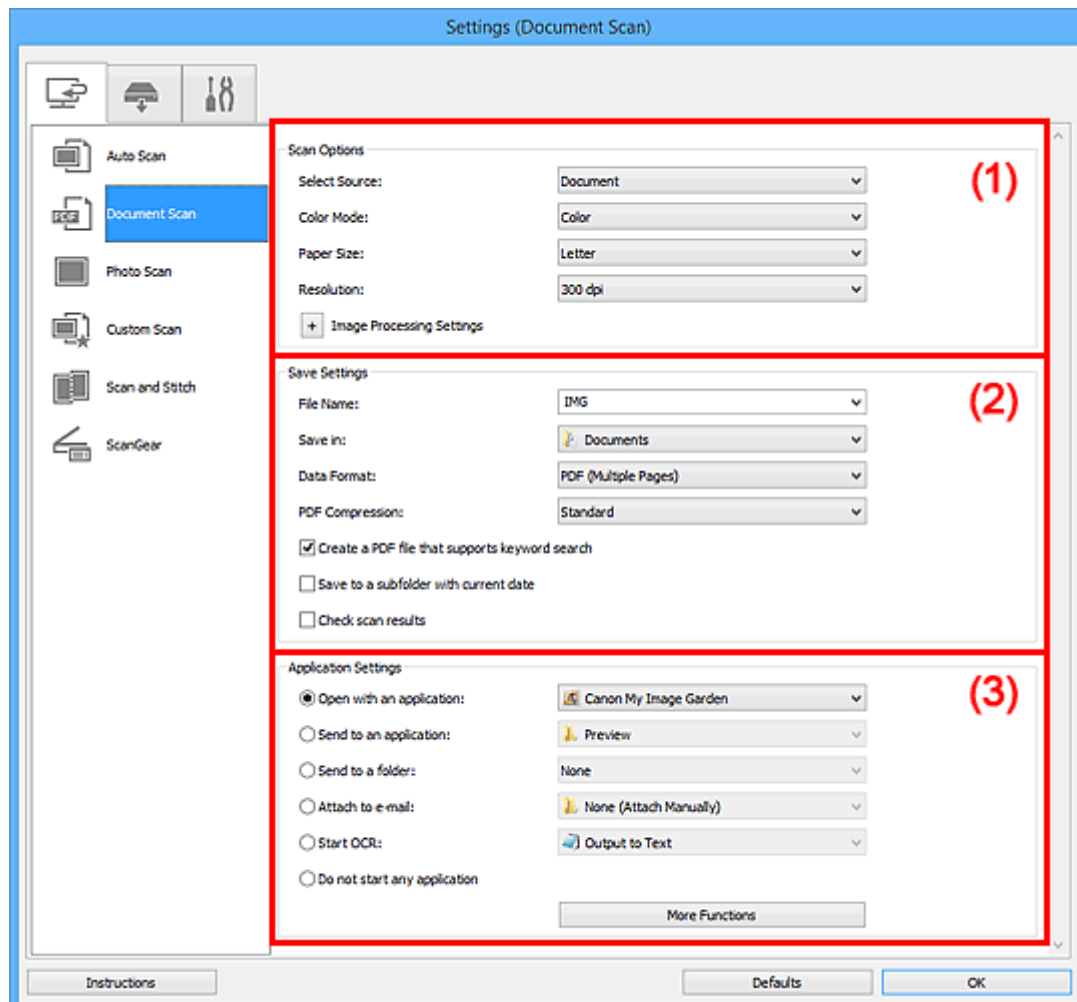 Settings (Document Scan)
Auto Scan
PDF
Document Scan
Photo Scan
Custom Scan
Scan and Stitch
ScanGear
Scan Options
(1)
Select Source: Document
Color Mode: Color
Paper Size: Letter
Resolution: 300 dpi
+ Image Processing Settings
Save Settings
(2)
File Name: IMG
Save in: Documents
Data Format: PDF (Multiple Pages)
PDF Compression: Standard
Create a PDF file that supports keyword search
Save to a subfolder with current date
Check scan results
Application Settings
(3)
Open with an application: Canon My Image Garden
Send to an application: Preview
Send to a folder: None
Attach to e-mail: None (Attach Manually)
Start OCR: Output to Text
Do not start any application
More Functions
Instructions Defaults OK